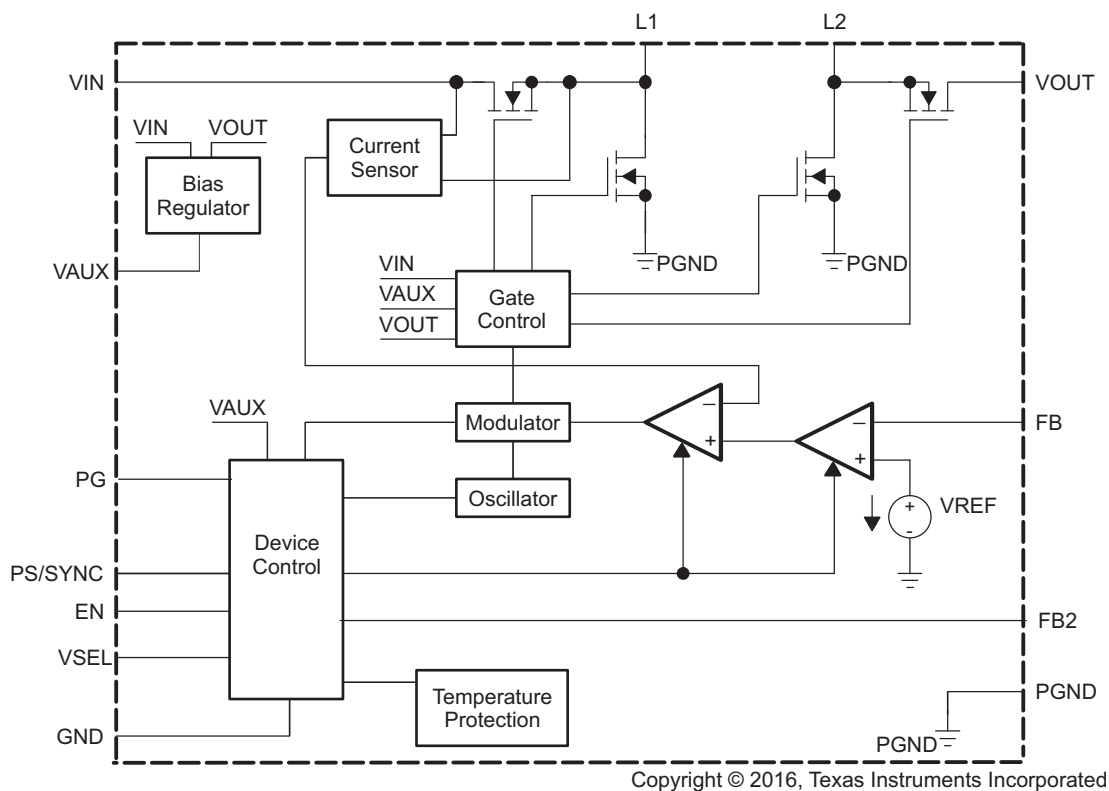 L1
L2
VIN
VOUT
VIN
VOUT
Current
Sensor
Bias
Regulator
VAUX
PGND
PGND
VIN
VAUX
VOUT
Gate
Control
VAUX
Modulator
–
+
–
+
FB
PG
Oscillator
+
-
VREF
Device
Control
PS/SYNC
EN
FB2
VSEL
Temperature
Protection
PGND
GND
PGND
Copyright © 2016, Texas Instruments Incorporated